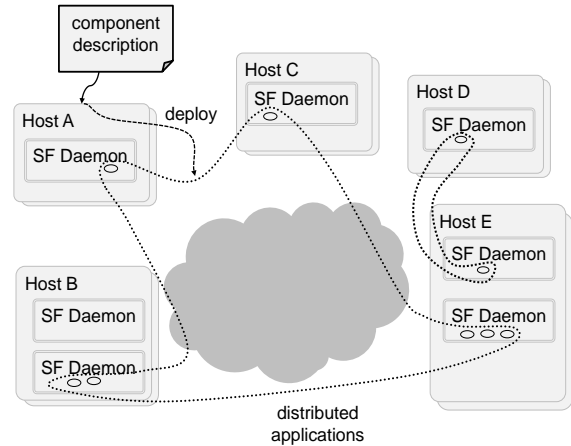 component
description
Host C
Host D
SF Daemon
deploy
SF Daemon
Host A
SF Daemon
Host E
SF Daemon
Host B
SF Daemon
SF Daemon
SF Daemon
distributed
applications